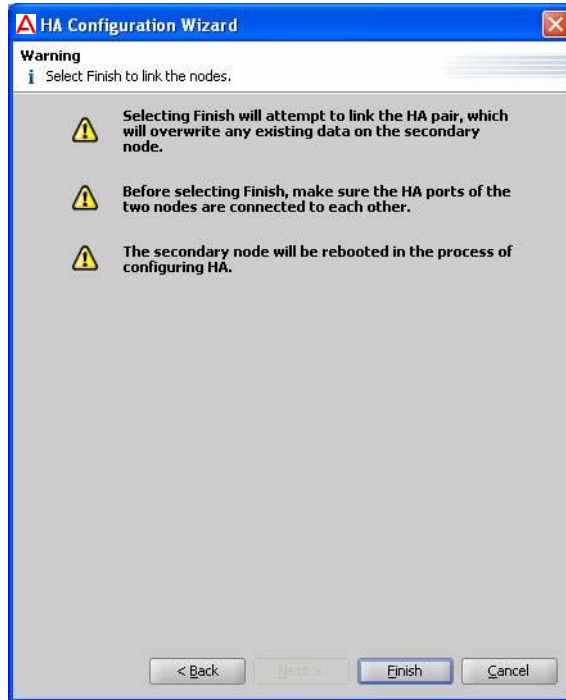 HA Configuration Wizard
Warning
Select Finish to link the nodes.
Selecting Finish will attempt to link the HA pair, which
will overwrite any existing data on the secondary
node.
Before selecting Finish, make sure the HA ports of the
two nodes are connected to each other.
The secondary node will be rebooted in the process of
configuring HA.
< Back Next > Finish Cancel